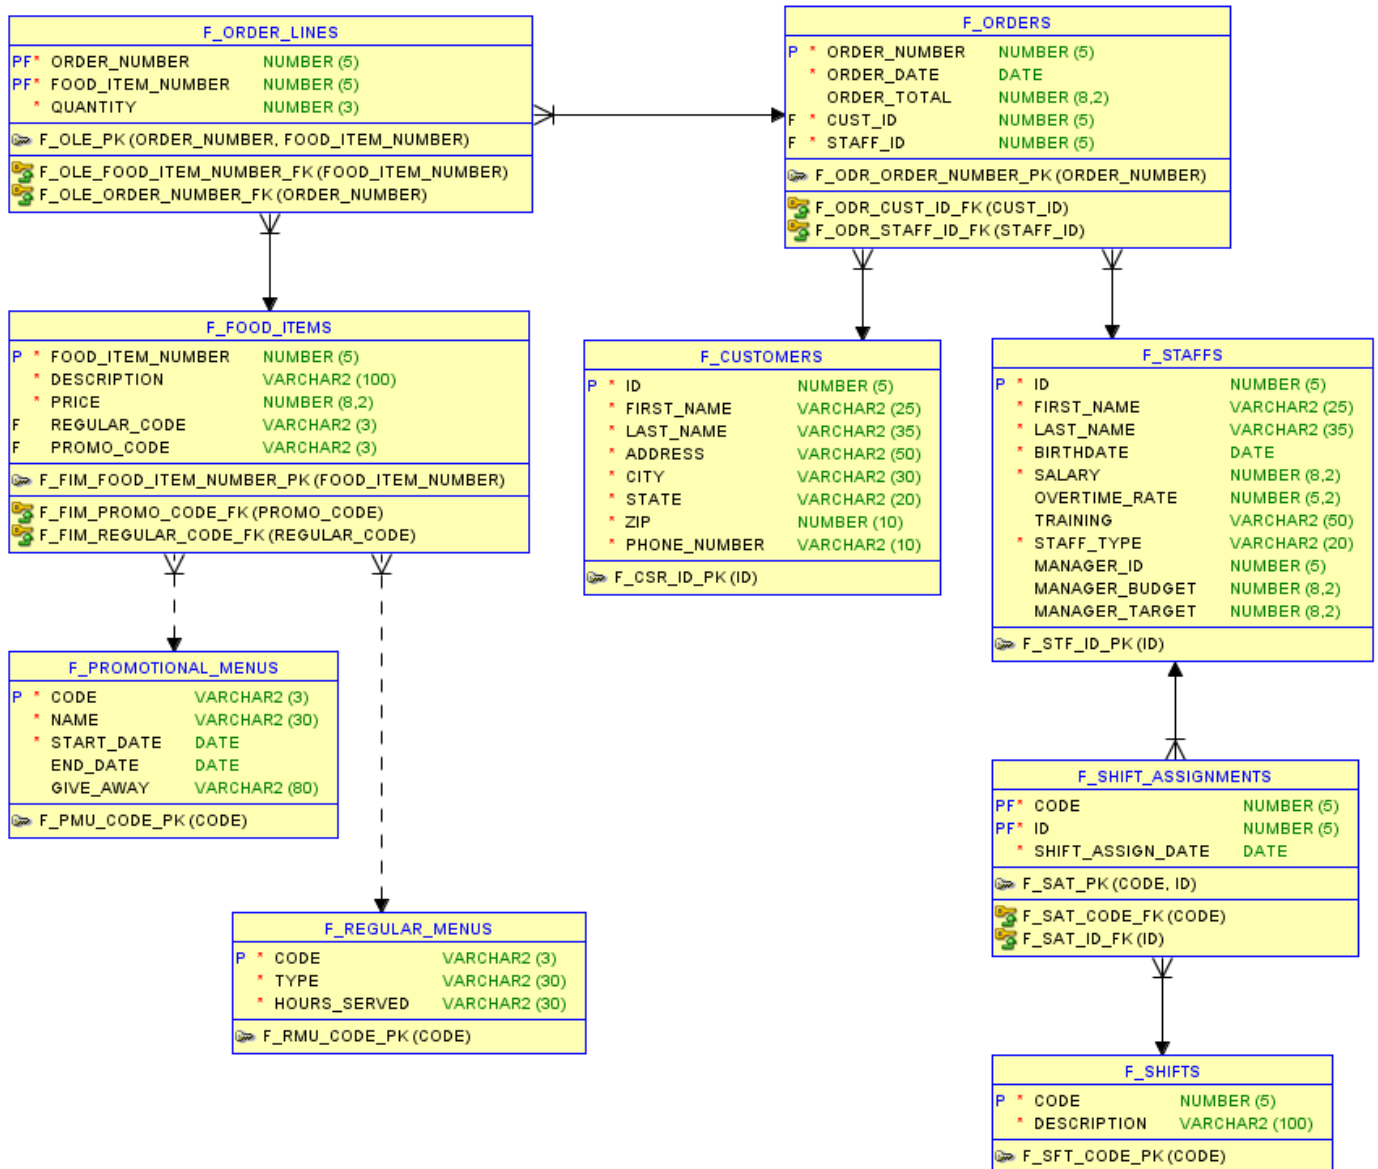 F_ORDER_LINES
PF* ORDER_NUMBER NUMBER (5)
PF* FOOD_ITEM_NUMBER NUMBER (5)
* QUANTITY NUMBER (3)
F_OLE_PK (ORDER_NUMBER, FOOD_ITEM_NUMBER)
F_OLE_FOOD_ITEM_NUMBER_FK (FOOD_ITEM_NUMBER)
F_OLE_ORDER_NUMBER_FK (ORDER_NUMBER)
F_ORDERS
P * ORDER_NUMBER NUMBER (5)
* ORDER_DATE DATE
ORDER_TOTAL NUMBER (8,2)
F * CUST_ID NUMBER (5)
F * STAFF_ID NUMBER (5)
F_ODR_ORDER_NUMBER_PK (ORDER_NUMBER)
F_ODR_CUST_ID_FK (CUST_ID)
F_ODR_STAFF_ID_FK (STAFF_ID)
F_FOOD_ITEMS
P * FOOD_ITEM_NUMBER NUMBER (5)
* DESCRIPTION VARCHAR2 (100)
* PRICE NUMBER (8,2)
F REGULAR_CODE VARCHAR2 (3)
F PROMO_CODE VARCHAR2 (3)
F_FIM_FOOD_ITEM_NUMBER_PK (FOOD_ITEM_NUMBER)
F_FIM_PROMO_CODE_FK (PROMO_CODE)
F_FIM_REGULAR_CODE_FK (REGULAR_CODE)
F_CUSTOMERS
P * ID NUMBER (5)
* FIRST_NAME VARCHAR2 (25)
* LAST_NAME VARCHAR2 (35)
* ADDRESS VARCHAR2 (50)
* CITY VARCHAR2 (30)
* STATE VARCHAR2 (20)
* ZIP NUMBER (10)
* PHONE_NUMBER VARCHAR2 (10)
F_CSR_ID_PK (ID)
F_STAFFS
P * ID NUMBER (5)
* FIRST_NAME VARCHAR2 (25)
* LAST_NAME VARCHAR2 (35)
* BIRTHDATE DATE
* SALARY NUMBER (8,2)
OVERTIME_RATE NUMBER (5,2)
TRAINING VARCHAR2 (50)
* STAFF_TYPE VARCHAR2 (20)
MANAGER_ID NUMBER (5)
MANAGER_BUDGET NUMBER (8,2)
MANAGER_TARGET NUMBER (8,2)
F_STF_ID_PK (ID)
F_PROMOTIONAL_MENUS
P * CODE VARCHAR2 (3)
* NAME VARCHAR2 (30)
* START_DATE DATE
END_DATE DATE
GIVE_AWAY VARCHAR2 (80)
F_PMU_CODE_PK (CODE)
F_REGULAR_MENUS
P * CODE VARCHAR2 (3)
* TYPE VARCHAR2 (30)
* HOURS_SERVED VARCHAR2 (30)
F_RMU_CODE_PK (CODE)
F_SHIFT_ASSIGNMENTS
PF* CODE NUMBER (5)
PF* ID NUMBER (5)
* SHIFT_ASSIGN_DATE DATE
F_SAT_PK (CODE, ID)
F_SAT_CODE_FK (CODE)
F_SAT_ID_FK (ID)
F_SHIFTS
P * CODE NUMBER (5)
* DESCRIPTION VARCHAR2 (100)
F_SFT_CODE_PK (CODE)